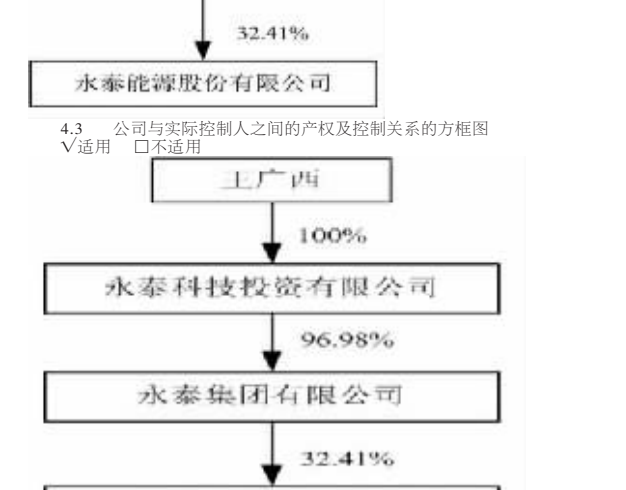 32.41%
永泰能源股份有限公司
4.3 公司与实际控制人之间的产权及控制关系的方框图
√适用 □不适用
王广西
100%
永泰科技投资有限公司
96.98%
永泰集团有限公司
32.41%